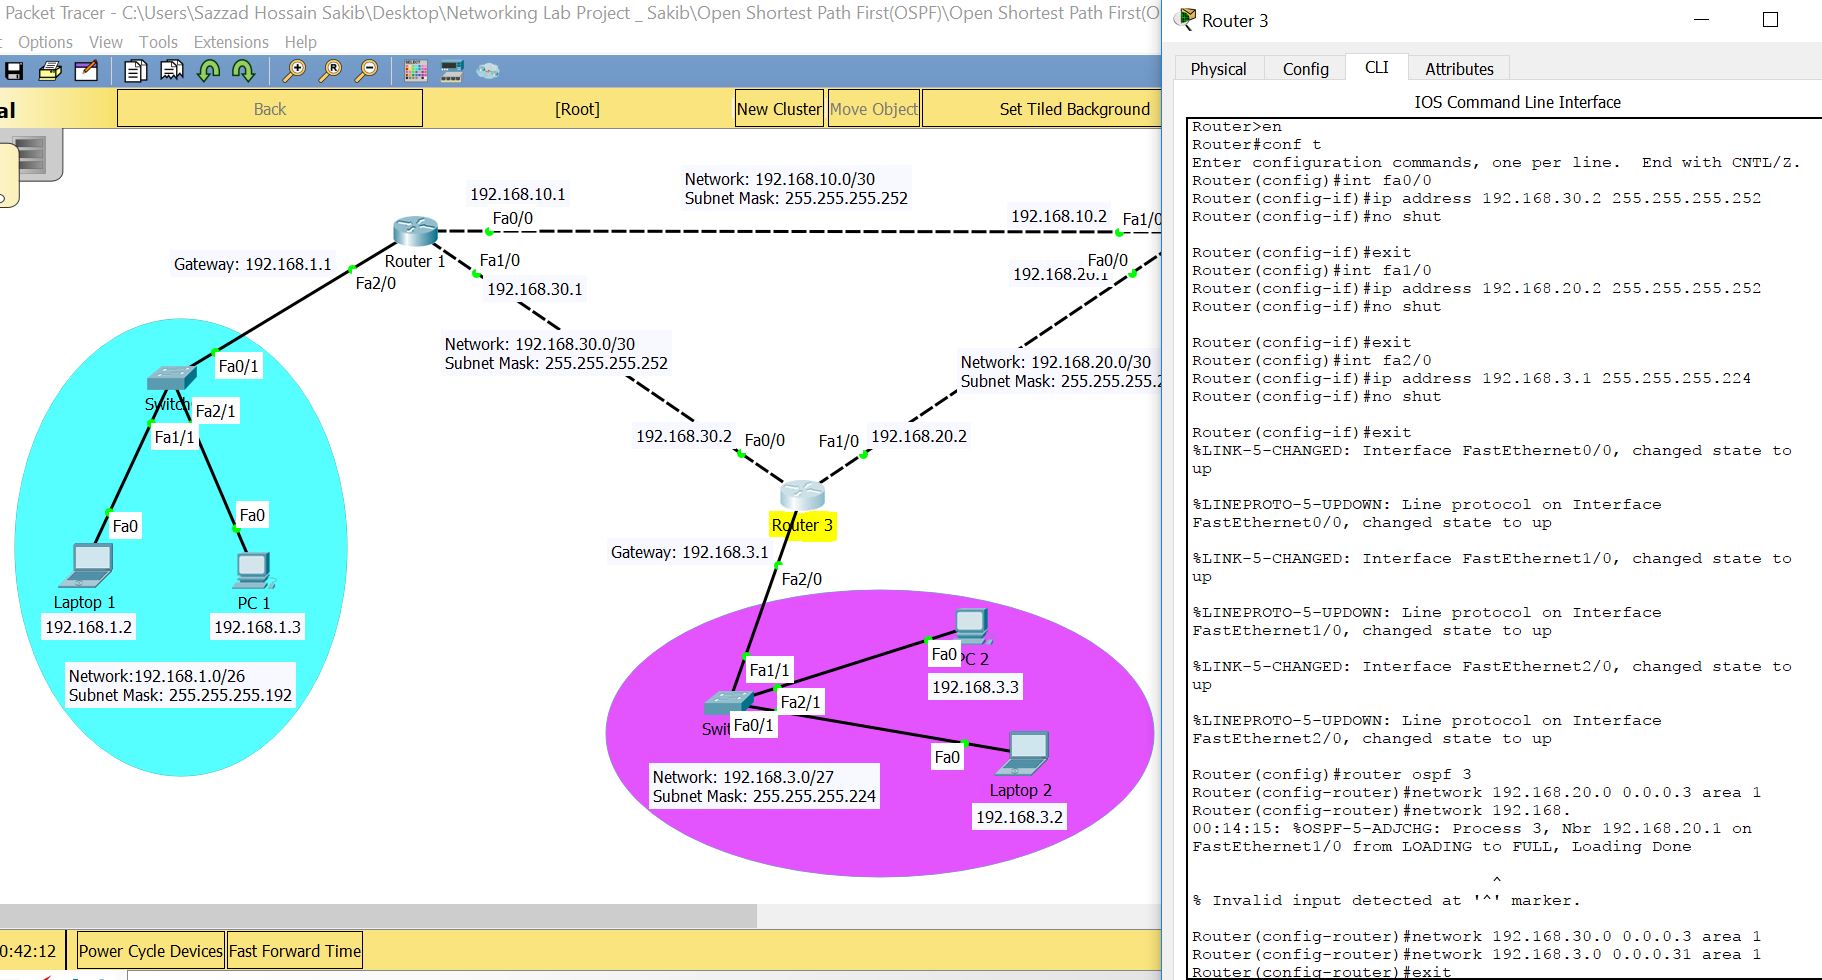 Packet Tracer - C:\Users\Sazzad Hossain Sakib\Desktop\Networking Lab Project _ Sakib\Open Shortest Path First(OSPF)\Open Shortest Path First(O
Options View Tools Extensions Help
al
Back
[Root]
New Cluster
Move Object
Set Tiled Background
192.168.10.1
Fa0/0
Network: 192.168.10.0/30
Subnet Mask: 255.255.255.252
192.168.10.2
Fa1/0
Router 1
Gateway: 192.168.1.1
Fa2/0
Fa1/0
192.168.30.1
Fa0/0
192.168.20.1
Network: 192.168.30.0/30
Subnet Mask: 255.255.255.252
Network: 192.168.20.0/30
Subnet Mask: 255.255.255.2
Fa0/1
Switch
Fa2/1
Fa1/1
192.168.30.2
Fa0/0
Fa1/0
192.168.20.2
Router 3
Fa0
Fa0
Laptop 1
192.168.1.2
PC 1
192.168.1.3
Network:192.168.1.0/26
Subnet Mask: 255.255.255.192
Gateway: 192.168.3.1
Fa2/0
Fa1/1
Fa0
PC 2
192.168.3.3
Fa2/1
Swit
Fa0/1
Fa0
Laptop 2
192.168.3.2
Network: 192.168.3.0/27
Subnet Mask: 255.255.255.224
0:42:12
Power Cycle Devices
Fast Forward Time
Router 3
Physical
Config
CLI
Attributes
IOS Command Line Interface
Router>en
Router#conf t
Enter configuration commands, one per line. End with CNTL/Z.
Router(config)#int fa0/0
Router(config-if)#ip address 192.168.30.2 255.255.255.252
Router(config-if)#no shut
Router(config-if)#exit
Router(config)#int fa1/0
Router(config-if)#ip address 192.168.20.2 255.255.255.252
Router(config-if)#no shut
Router(config-if)#exit
Router(config)#int fa2/0
Router(config-if)#ip address 192.168.3.1 255.255.255.224
Router(config-if)#no shut
Router(config-if)#exit
%LINK-5-CHANGED: Interface FastEthernet0/0, changed state to
up
%LINEPROTO-5-UPDOWN: Line protocol on Interface
FastEthernet0/0, changed state to up
%LINK-5-CHANGED: Interface FastEthernet1/0, changed state to
up
%LINEPROTO-5-UPDOWN: Line protocol on Interface
FastEthernet1/0, changed state to up
%LINK-5-CHANGED: Interface FastEthernet2/0, changed state to
up
%LINEPROTO-5-UPDOWN: Line protocol on Interface
FastEthernet2/0, changed state to up
Router(config)#router ospf 3
Router(config-router)#network 192.168.20.0 0.0.0.3 area 1
Router(config-router)#network 192.168.
00:14:15: %OSPF-5-ADJCHG: Process 3, Nbr 192.168.20.1 on
FastEthernet1/0 from LOADING to FULL, Loading Done
^
% Invalid input detected at '^' marker.
Router(config-router)#network 192.168.30.0 0.0.0.3 area 1
Router(config-router)#network 192.168.3.0 0.0.0.31 area 1
Router(config-router)#exit